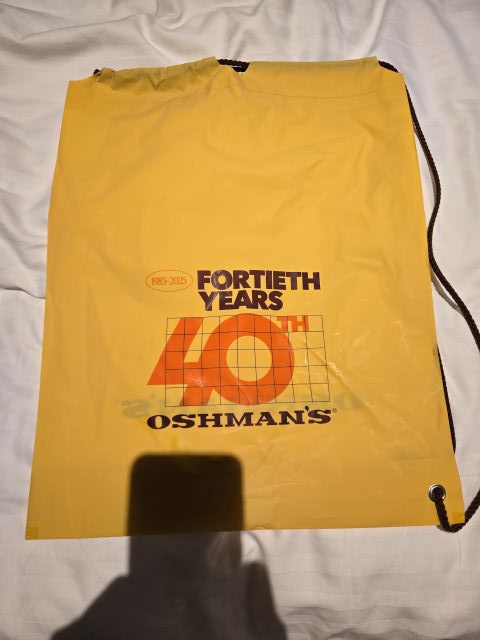 1985-2025
FORTIETH
YEARS
40TH
OSHMAN'S®